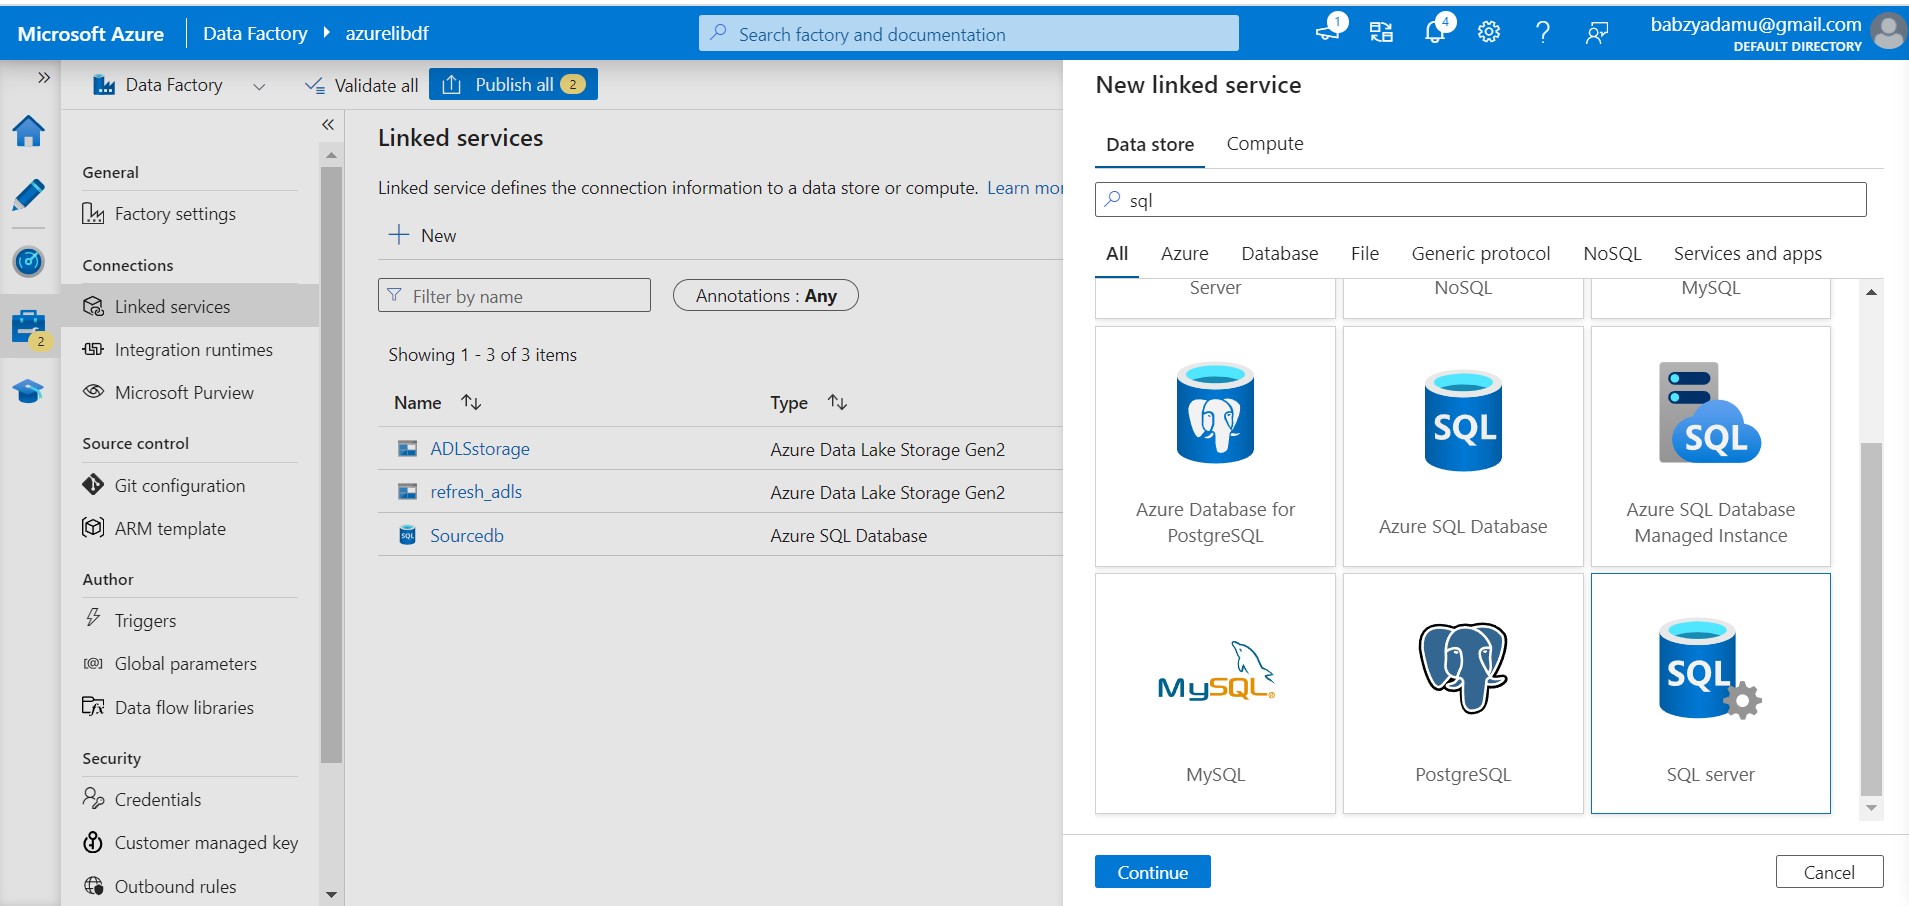 Microsoft Azure
Data Factory
azurelibdf
Search factory and documentation
1
4
babzyadamu@gmail.com
DEFAULT DIRECTORY
Data Factory
Validate all
Publish all 2
2
General
Factory settings
Connections
Linked services
Integration runtimes
Microsoft Purview
Source control
Git configuration
ARM template
Author
Triggers
Global parameters
Data flow libraries
Security
Credentials
Customer managed key
Outbound rules
Linked services
Linked service defines the connection information to a data store or compute. Learn mor
New
Filter by name
Annotations : Any
Showing 1 - 3 of 3 items
Name Type
ADLSstorage Azure Data Lake Storage Gen2
refresh_adls Azure Data Lake Storage Gen2
SQL Sourcedb Azure SQL Database
New linked service
Data store Compute
sql
All Azure Database File Generic protocol NoSQL Services and apps
Server NoSQL MySQL
SQL
SQL
Azure Database for
PostgreSQL
Azure SQL Database
Azure SQL Database
Managed Instance
MySQL
SQL
MySQL
PostgreSQL
SQL server
Continue
Cancel